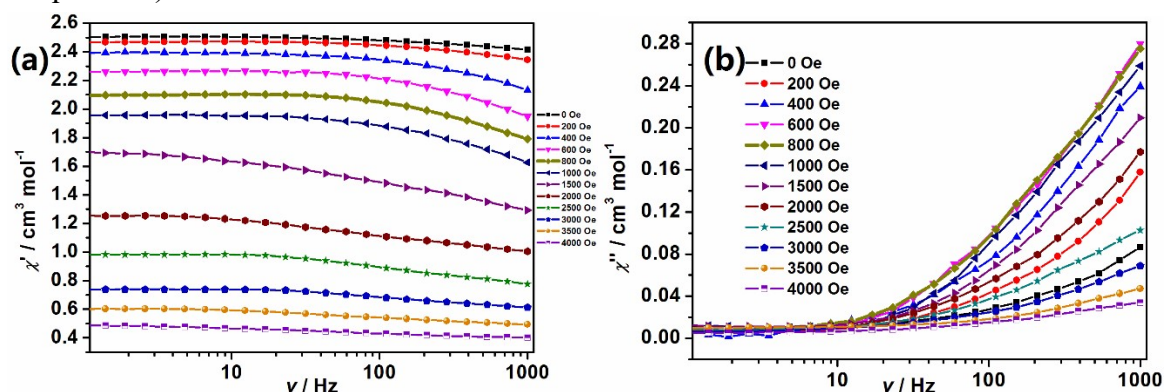 (a)
χ' / cm³ mol⁻¹
2.6
2.4
2.2
2.0
1.8
1.6
1.4
1.2
1.0
0.8
0.6
0.4
10
100
1000
ν / Hz
0 Oe
200 Oe
400 Oe
600 Oe
800 Oe
1000 Oe
1500 Oe
2000 Oe
2500 Oe
3000 Oe
3500 Oe
4000 Oe
(b)
χ'' / cm³ mol⁻¹
0.28
0.24
0.20
0.16
0.12
0.08
0.04
0.00
10
100
1000
ν / Hz
0 Oe
200 Oe
400 Oe
600 Oe
800 Oe
1000 Oe
1500 Oe
2000 Oe
2500 Oe
3000 Oe
3500 Oe
4000 Oe